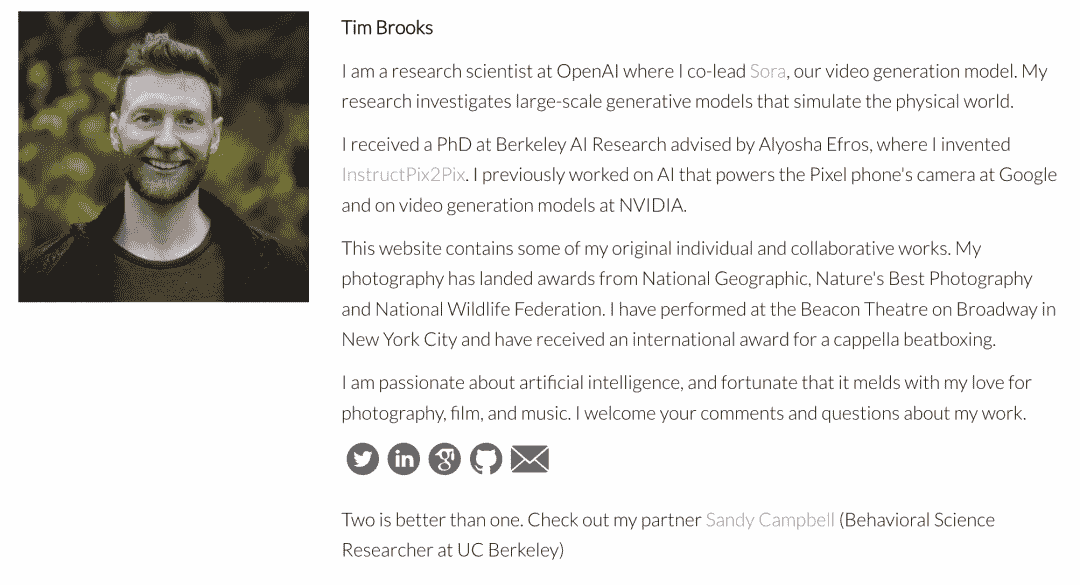 Tim Brooks
I am a research scientist at OpenAI where I co-lead Sora, our video generation model. My
research investigates large-scale generative models that simulate the physical world.
I received a PhD at Berkeley AI Research advised by Alyosha Efros, where I invented
InstructPix2Pix. I previously worked on AI that powers the Pixel phone's camera at Google
and on video generation models at NVIDIA.
This website contains some of my original individual and collaborative works. My
photography has landed awards from National Geographic, Nature's Best Photography
and National Wildlife Federation. I have performed at the Beacon Theatre on Broadway in
New York City and have received an international award for a cappella beatboxing.
I am passionate about artificial intelligence, and fortunate that it melds with my love for
photography, film, and music. I welcome your comments and questions about my work.
Two is better than one. Check out my partner Sandy Campbell (Behavioral Science
Researcher at UC Berkeley)